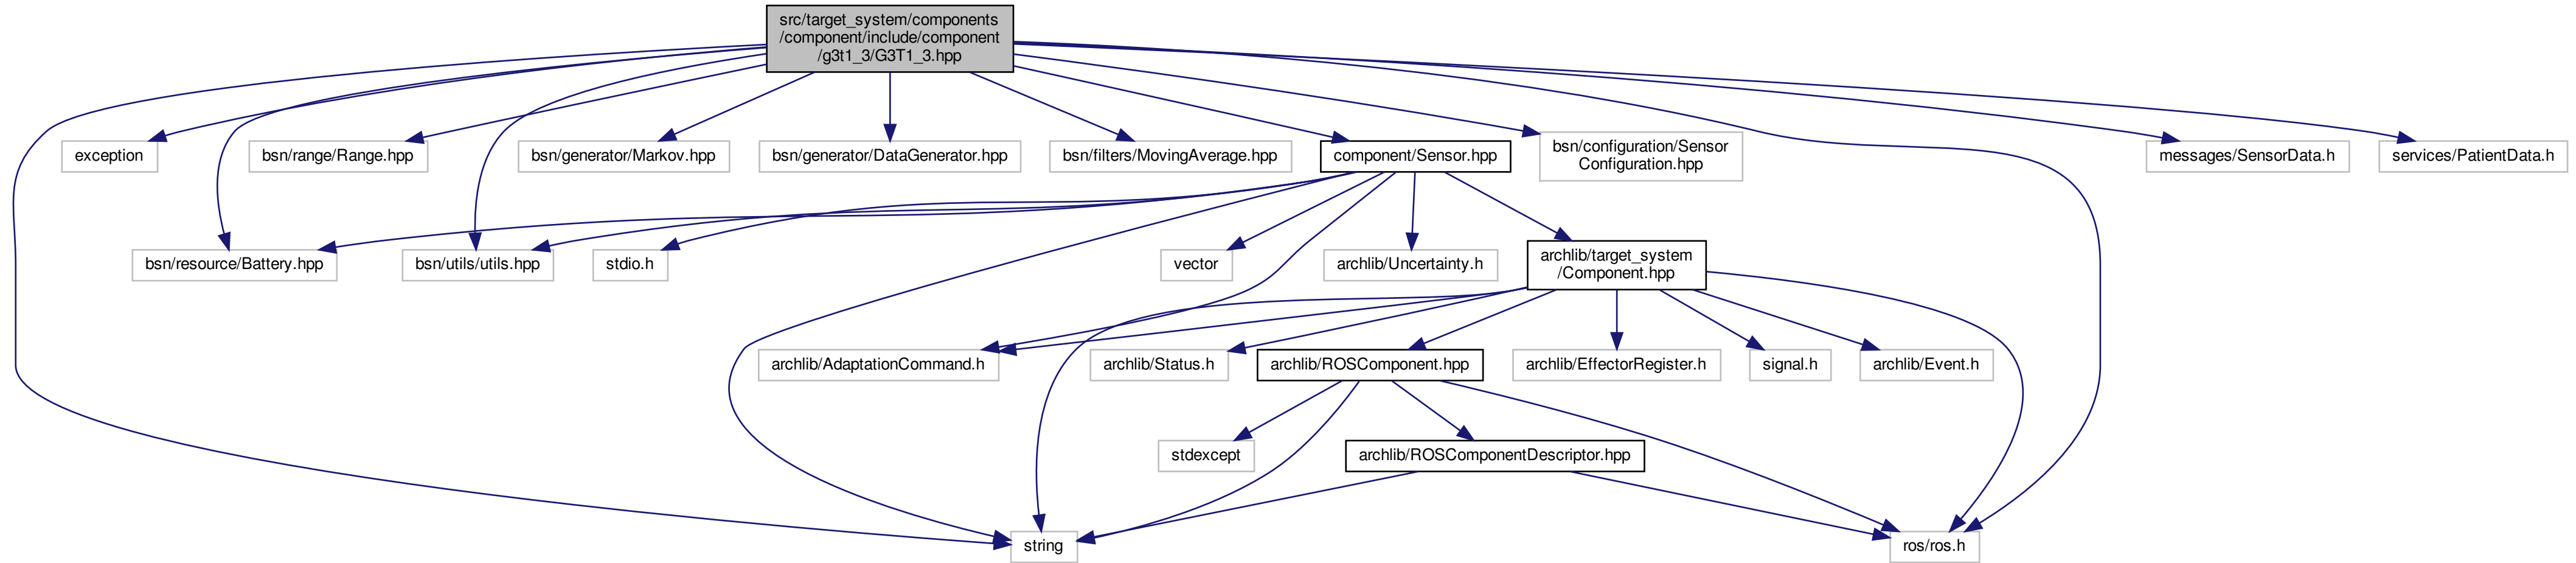 src/target_system/components
/component/include/component
/g3t1_3/G3T1_3.hpp
exception
bsn/range/Range.hpp
bsn/generator/Markov.hpp
bsn/generator/DataGenerator.hpp
bsn/filters/MovingAverage.hpp
component/Sensor.hpp
bsn/configuration/Sensor
Configuration.hpp
messages/SensorData.h
services/PatientData.h
bsn/resource/Battery.hpp
bsn/utils/utils.hpp
stdio.h
vector
archlib/Uncertainty.h
archlib/target_system
/Component.hpp
archlib/AdaptationCommand.h
archlib/Status.h
archlib/ROSComponent.hpp
archlib/EffectorRegister.h
signal.h
archlib/Event.h
stdexcept
archlib/ROSComponentDescriptor.hpp
string
ros/ros.h